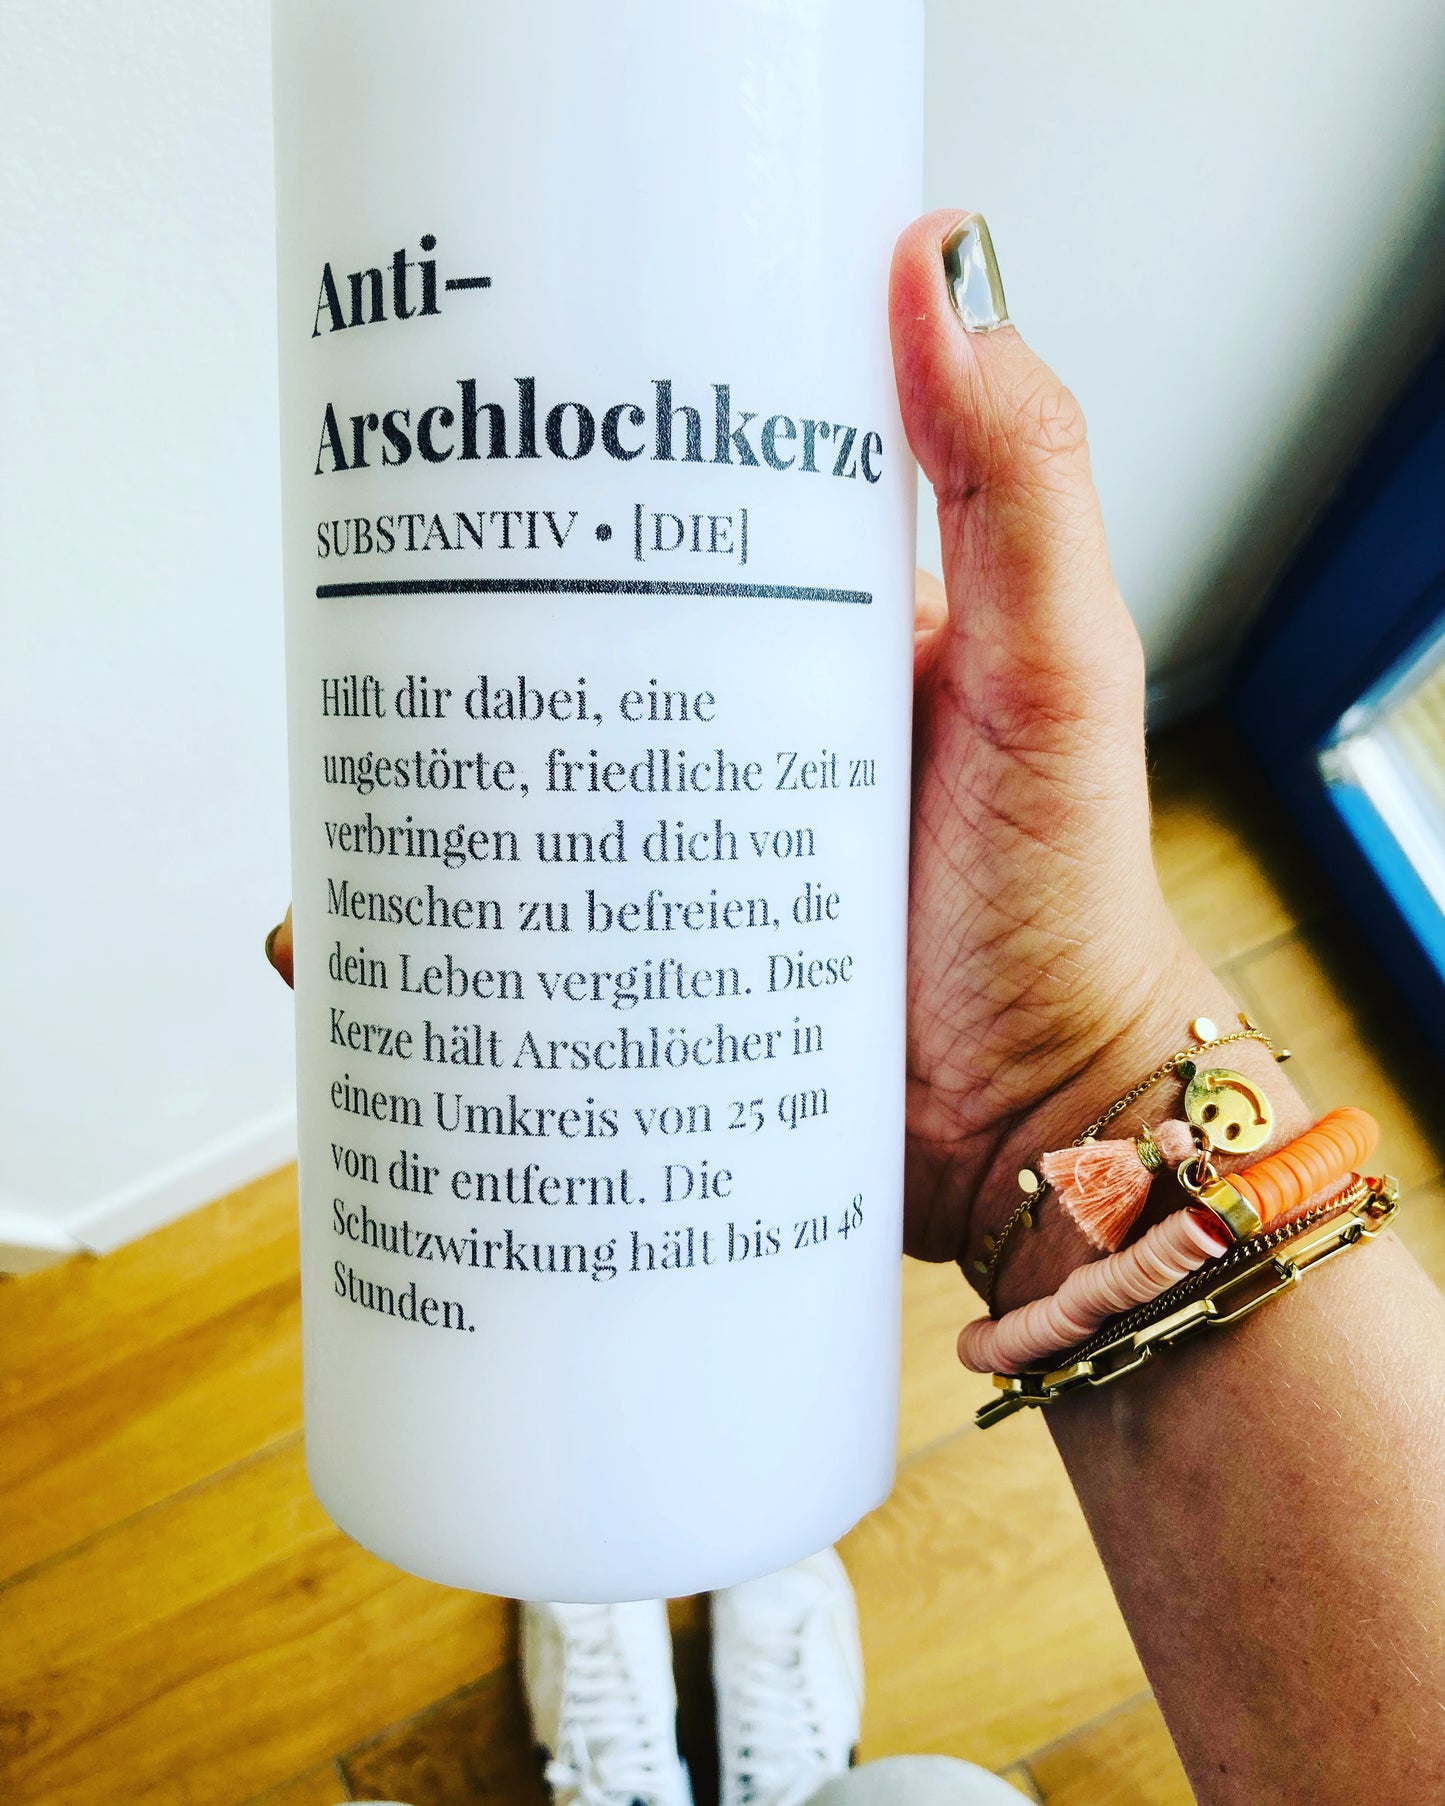 Anti-
Arschlochkerze
SUBSTANTIV • [DIE]
Hilft dir dabei, eine
ungestörte, friedliche Zeit zu
verbringen und dich von
Menschen zu befreien, die
dein Leben vergiften. Diese
Kerze hält Arschlöcher in
einem Umkreis von 25 qm
von dir entfernt. Die
Schutzwirkung hält bis zu 48
Stunden.